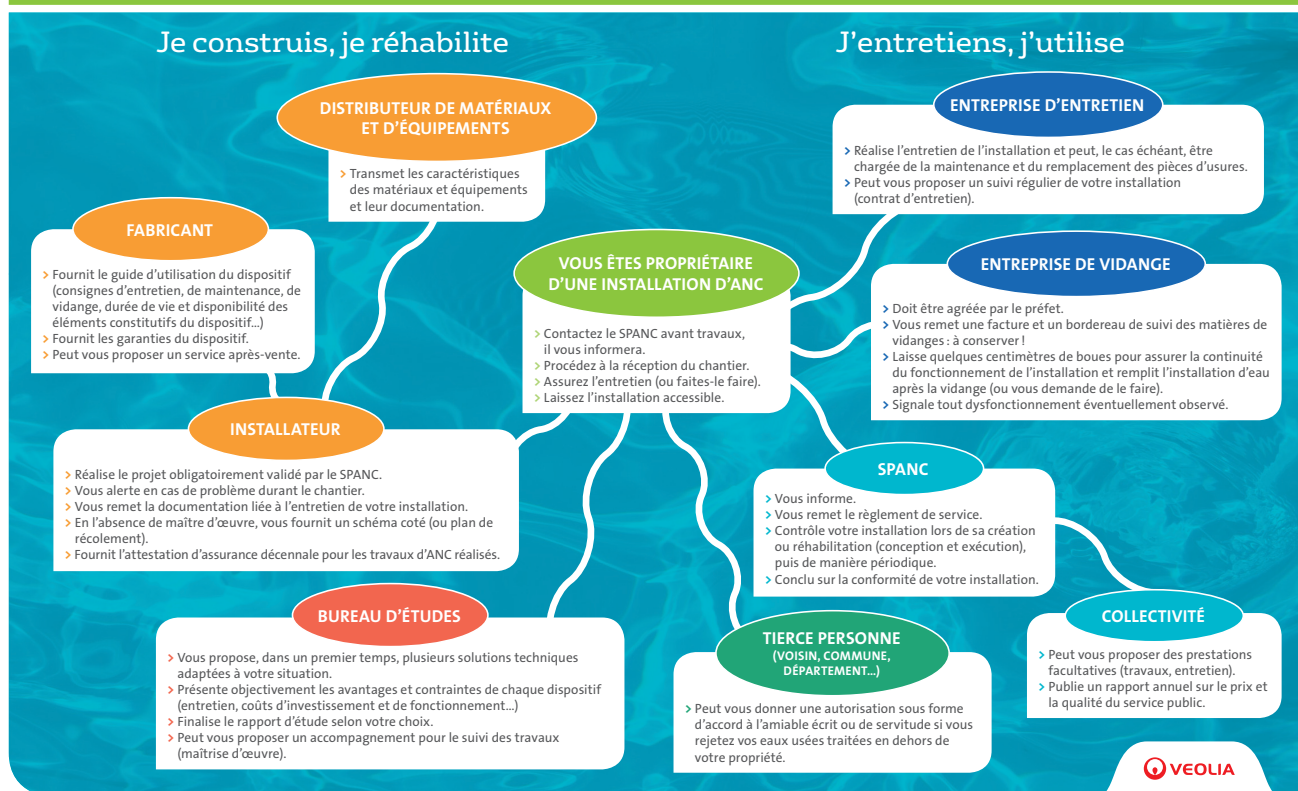 Je construis, je réhabilite
J'entretiens, j'utilise
DISTRIBUTEUR DE MATÉRIAUX
ET D'ÉQUIPEMENTS
> Transmet les caractéristiques
des matériaux et équipements
et leur documentation.
FABRICANT
> Fournit le guide d'utilisation du dispositif
(consignes d'entretien, de maintenance, de
vidange, durée de vie et disponibilité des
éléments constitutifs du dispositif…)
> Fournit les garanties du dispositif.
> Peut vous proposer un service après-vente.
INSTALLATEUR
> Réalise le projet obligatoirement validé par le SPANC.
> Vous alerte en cas de problème durant le chantier.
> Vous remet la documentation liée à l'entretien de votre installation.
> En l'absence de maître d'œuvre, vous fournit un schéma coté (ou plan de
récolement).
> Fournit l'attestation d'assurance décennale pour les travaux d'ANC réalisés.
BUREAU D'ÉTUDES
> Vous propose, dans un premier temps, plusieurs solutions techniques
adaptées à votre situation.
> Présente objectivement les avantages et contraintes de chaque dispositif
(entretien, coûts d'investissement et de fonctionnement…)
> Finalise le rapport d'étude selon votre choix.
> Peut vous proposer un accompagnement pour le suivi des travaux
(maîtrise d'œuvre).
VOUS ÊTES PROPRIÉTAIRE
D'UNE INSTALLATION D'ANC
> Contactez le SPANC avant travaux,
il vous informera.
> Procédez à la réception du chantier.
> Assurez l'entretien (ou faites-le faire).
> Laissez l'installation accessible.
ENTREPRISE D'ENTRETIEN
> Réalise l'entretien de l'installation et peut, le cas échéant, être
chargée de la maintenance et du remplacement des pièces d'usures.
> Peut vous proposer un suivi régulier de votre installation
(contrat d'entretien).
ENTREPRISE DE VIDANGE
> Doit être agréée par le préfet.
> Vous remet une facture et un bordereau de suivi des matières de
vidanges : à conserver !
> Laisse quelques centimètres de boues pour assurer la continuité
du fonctionnement de l'installation et remplit l'installation d'eau
après la vidange (ou vous demande de le faire).
> Signale tout dysfonctionnement éventuellement observé.
SPANC
> Vous informe.
> Vous remet le règlement de service.
> Contrôle votre installation lors de sa création
ou réhabilitation (conception et exécution),
puis de manière périodique.
> Conclu sur la conformité de votre installation.
TIERCE PERSONNE
(VOISIN, COMMUNE,
DÉPARTEMENT…)
> Peut vous donner une autorisation sous forme
d'accord à l'amiable écrit ou de servitude si vous
rejetez vos eaux usées traitées en dehors de
votre propriété.
COLLECTIVITÉ
> Peut vous proposer des prestations
facultatives (travaux, entretien).
> Publie un rapport annuel sur le prix et
la qualité du service public.
VEOLIA